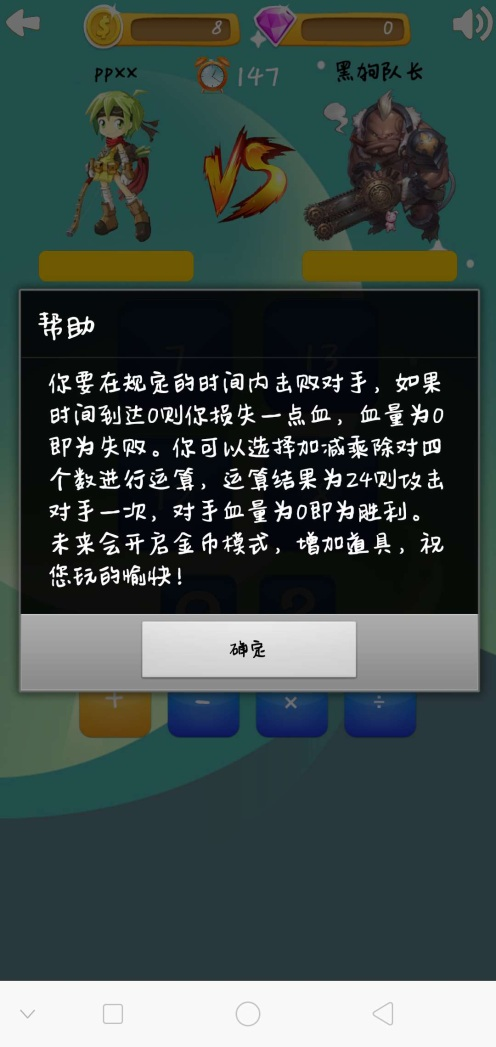 8
0
ppxx
147
黑狗队长
VS
帮助
你要在规定的时间内击败对手，如果
时间到达0则你损失一点血，血量为0
即为失败。你可以选择加减乘除对四
个数进行运算，运算结果为24则攻击
对手一次，对手血量为0即为胜利。
未来会开启金币模式，增加道具，祝
您玩的愉快！
确定
+ - × ÷